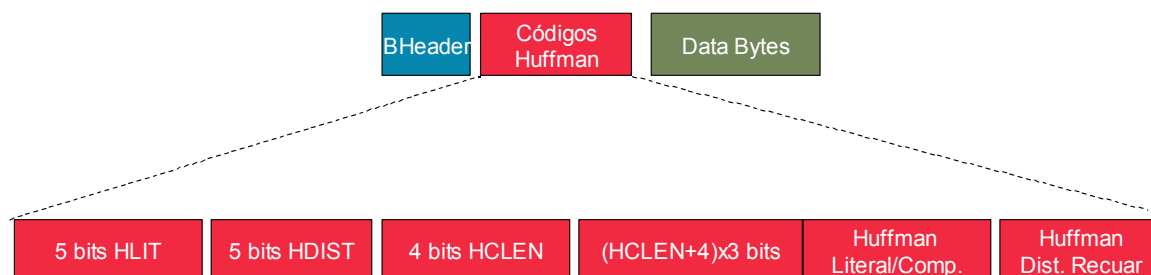 BHeader
Códigos
Huffman
Data Bytes
5 bits HLIT
5 bits HDIST
4 bits HCLEN
(HCLEN+4)x3 bits
Huffman
Literal/Comp.
Huffman
Dist. Recuar